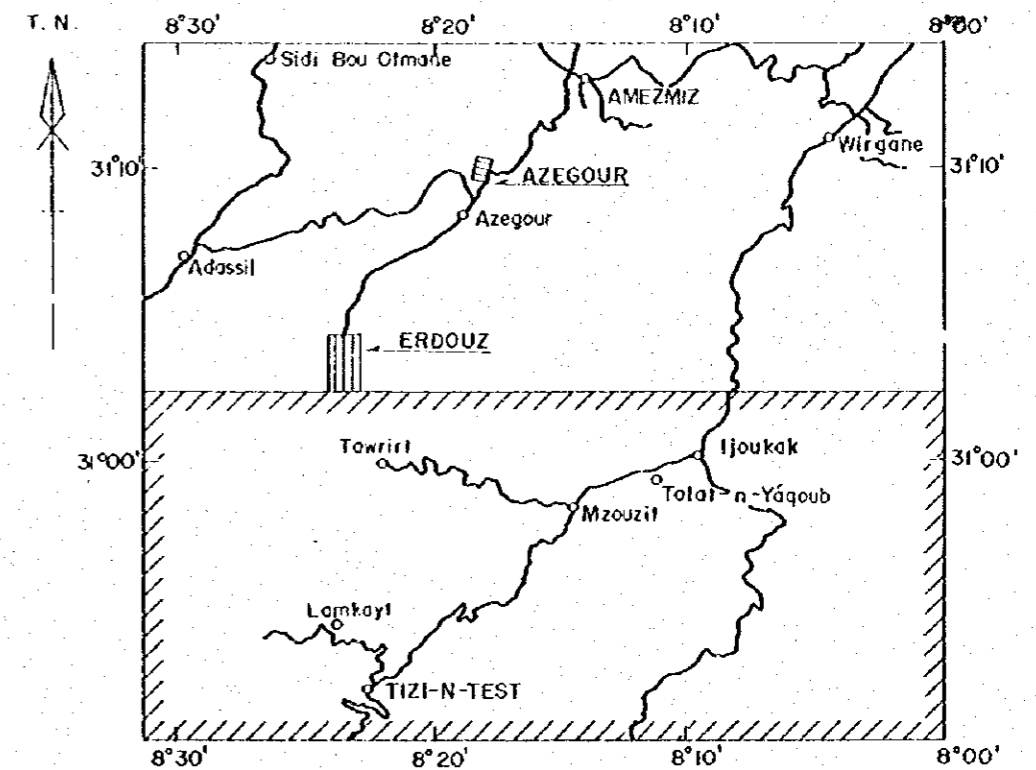 T. N.
8°30' 8°20' 8°10' 8°00'
Sidi Bou Otmane
AMEZMIZ
Wirgane
31°10' 31°10'
AZEGOUR
Azegour
Adassil
ERDOUZ
Tawrirt
Ijoukak
31°00' 31°00'
Talat-n-Yáqoub
Mzouzit
Lamkayt
TIZI-N-TEST
8°30' 8°20' 8°10' 8°00'